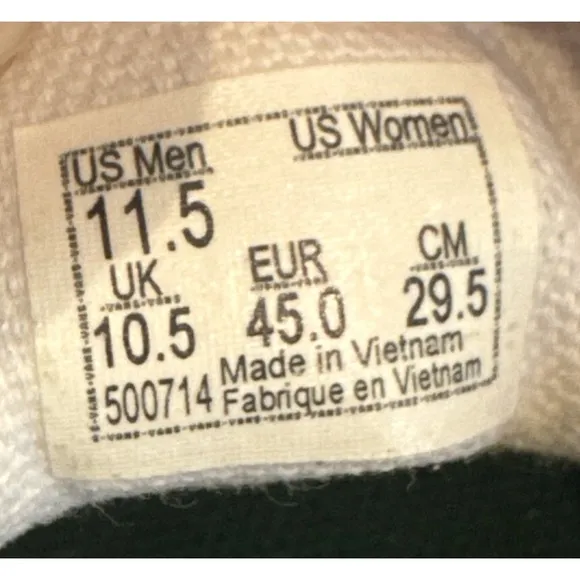 US Men US Women
11.5
UK EUR CM
10.5 45.0 29.5
500714 Made in Vietnam
Fabrique en Vietnam